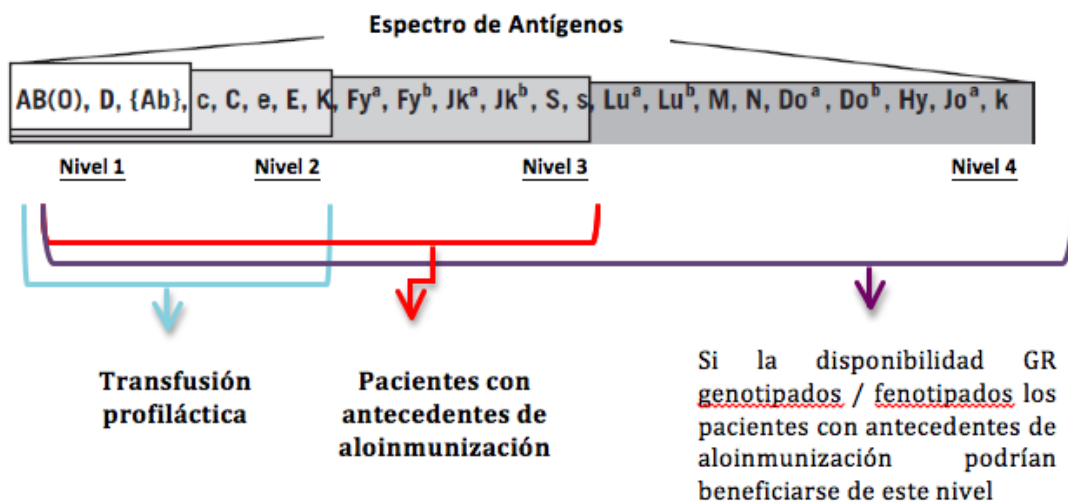 Espectro de Antígenos
AB(O), D, {Ab}, c, C, e, E, K, Fyᵃ, Fyᵇ, Jkᵃ, Jkᵇ, S, s, Luᵃ, Luᵇ, M, N, Doᵃ, Doᵇ, Hy, Joᵃ, k
Nivel 1 Nivel 2 Nivel 3 Nivel 4
Transfusión
profiláctica
Pacientes con
antecedentes de
aloinmunización
Si la disponibilidad GR
genotipados / fenotipados los
pacientes con antecedentes de
aloinmunización podrían
beneficiarse de este nivel